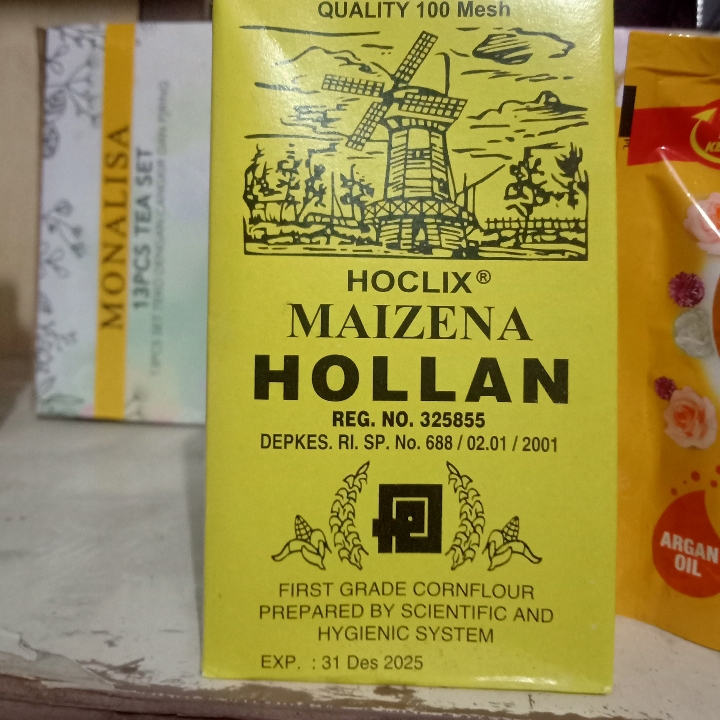 QUALITY 100 Mesh
HOCLIX®
MAIZENA
HOLLAN
REG. NO. 325855
DEPKES. RI. SP. No. 688 / 02.01 / 2001
FIRST GRADE CORNFLOUR
PREPARED BY SCIENTIFIC AND
HYGIENIC SYSTEM
EXP. : 31 Des 2025
MONALISA
13PCS TEA SET
ARGAN
OIL